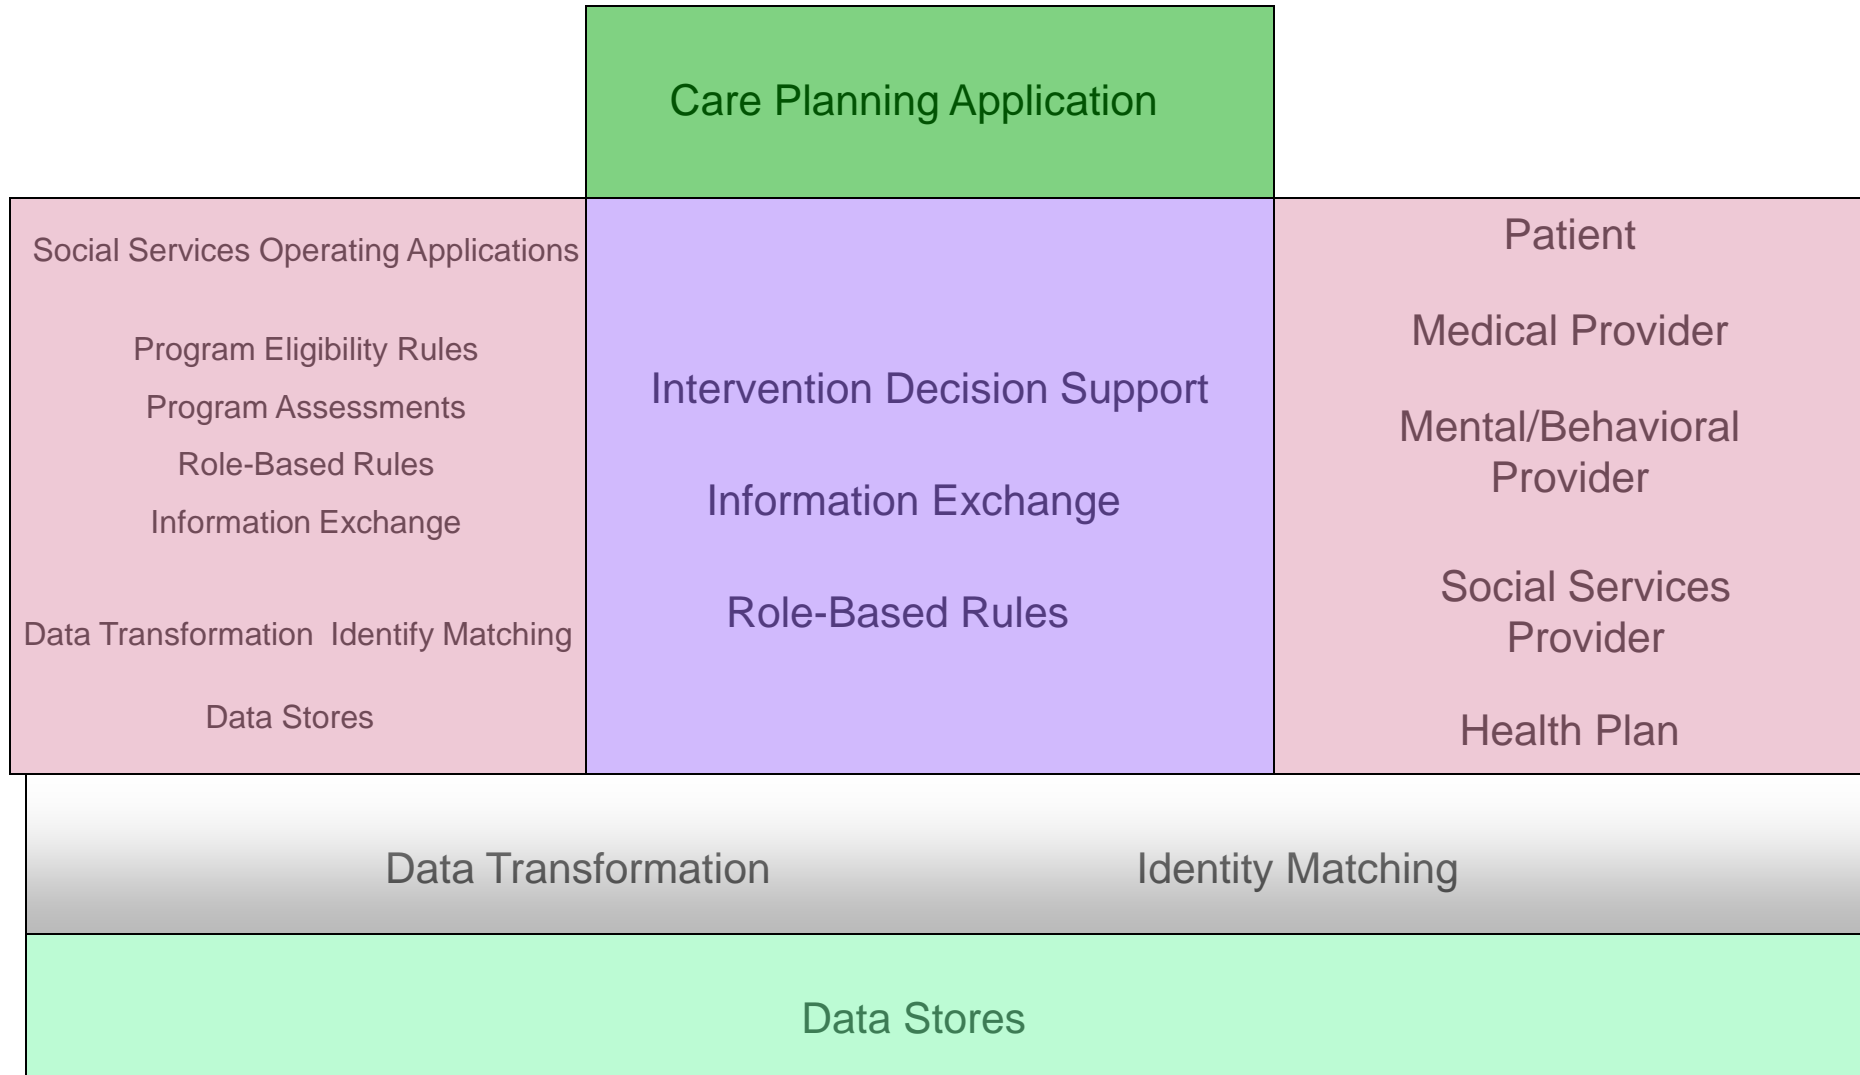 Care Planning Application
Social Services Operating Applications
Program Eligibility Rules
Program Assessments
Role-Based Rules
Information Exchange
Data Transformation  Identify Matching
Data Stores
Intervention Decision Support
Information Exchange
Role-Based Rules
Patient
Medical Provider
Mental/Behavioral
Provider
Social Services
Provider
Health Plan
Data Transformation
Identity Matching
Data Stores